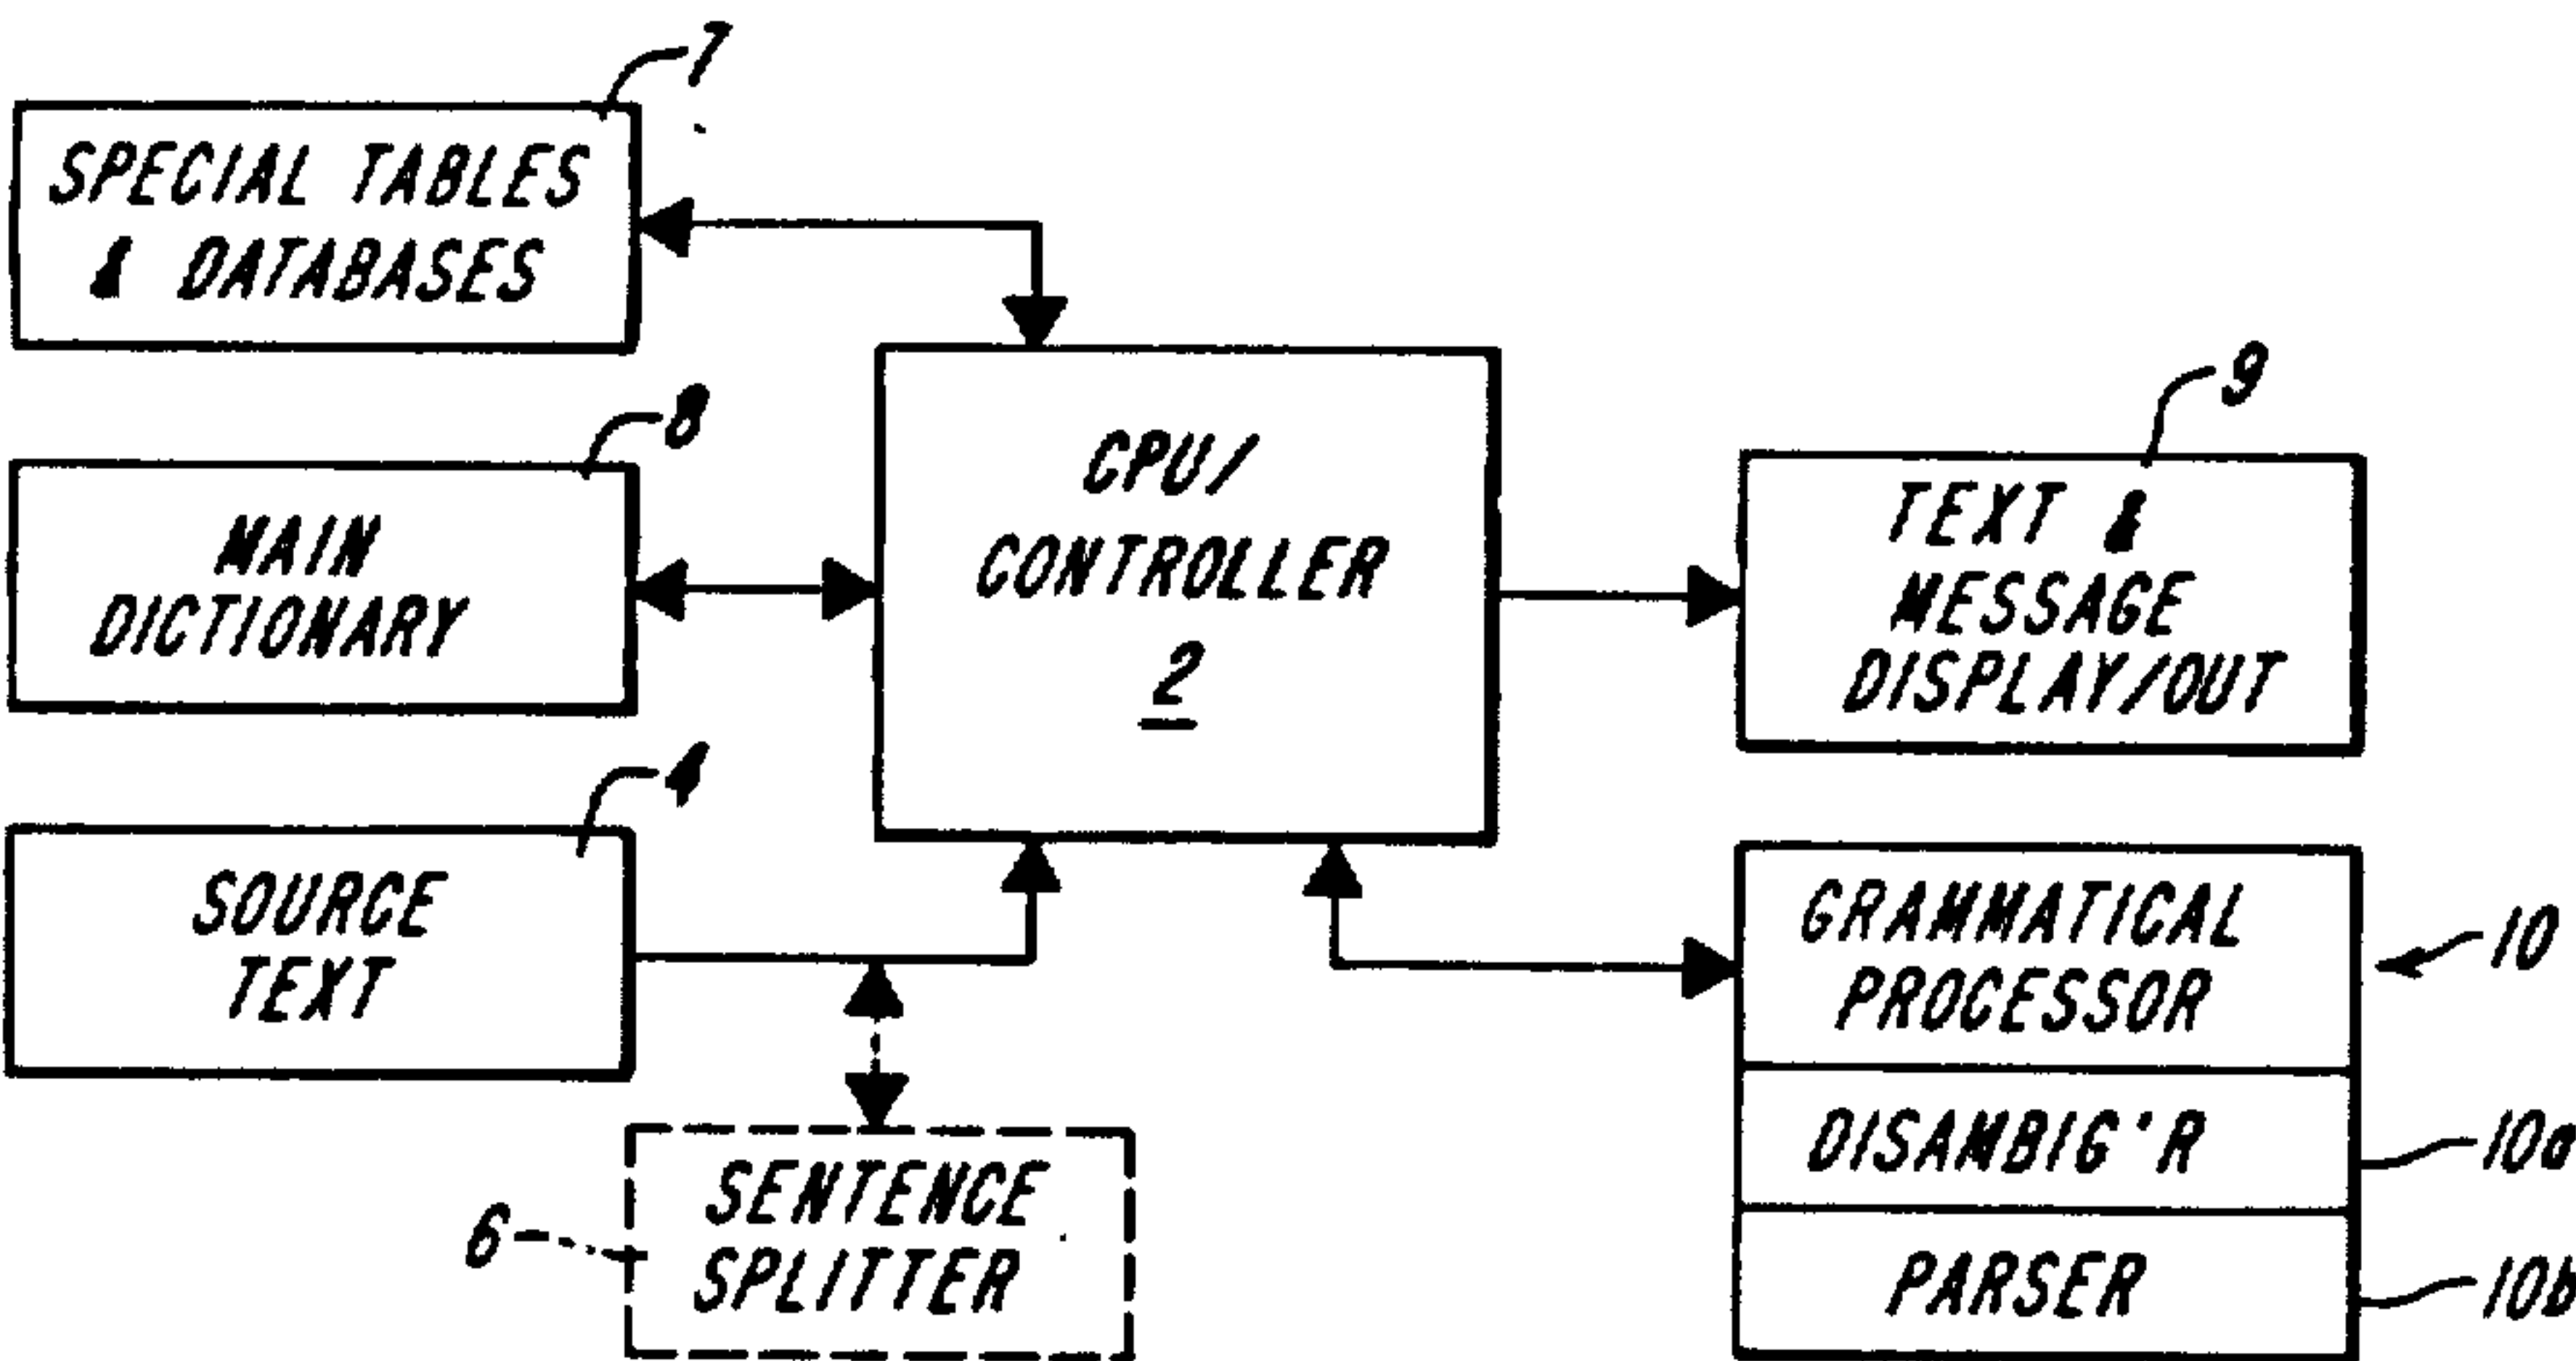 7
SPECIAL TABLES
& DATABASES
8
MAIN
DICTIONARY
4
SOURCE
TEXT
6
SENTENCE
SPLITTER
CPU/
CONTROLLER
2
9
TEXT &
MESSAGE
DISPLAY/OUT
GRAMMATICAL
PROCESSOR
10
DISAMBIG'R
10a
PARSER
10b